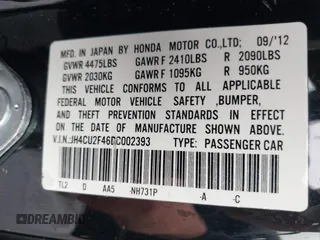 MFD. IN JAPAN BY HONDA MOTOR CO.,LTD. 09/'12
GVWR 4475LBS GAWR F 2410LBS R 2090LBS
GVWR 2030KG GAWR F 1095KG R 950KG
THIS VEHICLE CONFORMS TO ALL APPLICABLE
FEDERAL MOTOR VEHICLE SAFETY ,BUMPER,
AND THEFT PREVENTION STANDARDS IN EFFECT
ON THE DATE OF MANUFACTURE SHOWN ABOVE.
V.I.N.:JH4CU2F46DC002393 TYPE: PASSENGER CAR
TL2 D AA5 -NH731P -A -C
DREAMBID